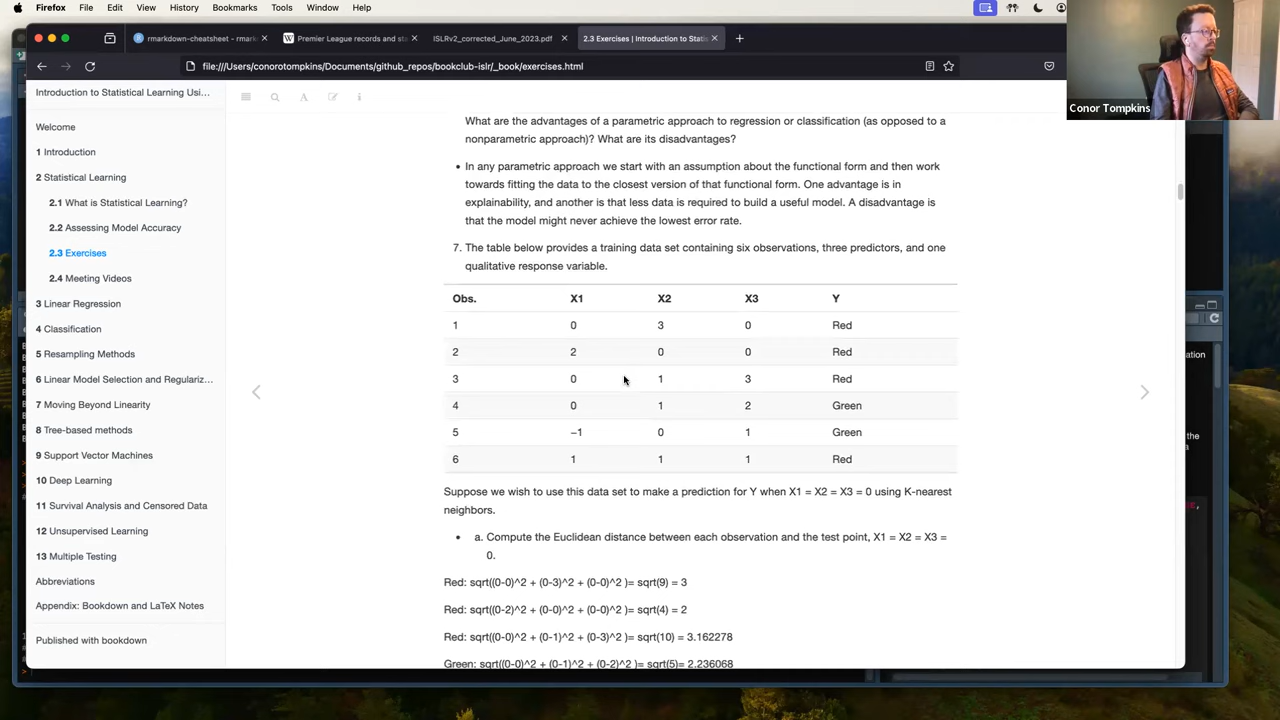 Firefox File Edit View History Bookmarks Tools Window Help
rmarkdown-cheatsheet - rmark
Premier League records and st
ISLRv2_corrected_June_2023.pdf
2.3 Exercises | Introduction to Stati
file:///Users/conorotompkins/Documents/github_repos/bookclub-islr/_book/exercises.html
Conor Tompkins
Introduction to Statistical Learning Usi...
Welcome
1 Introduction
2 Statistical Learning
2.1 What is Statistical Learning?
2.2 Assessing Model Accuracy
2.3 Exercises
2.4 Meeting Videos
3 Linear Regression
4 Classification
5 Resampling Methods
6 Linear Model Selection and Regulariz...
7 Moving Beyond Linearity
8 Tree-based methods
9 Support Vector Machines
10 Deep Learning
11 Survival Analysis and Censored Data
12 Unsupervised Learning
13 Multiple Testing
Abbreviations
Appendix: Bookdown and LaTeX Notes
Published with bookdown
What are the advantages of a parametric approach to regression or classification (as opposed to a
nonparametric approach)? What are its disadvantages?
• In any parametric approach we start with an assumption about the functional form and then work
towards fitting the data to the closest version of that functional form. One advantage is in
explainability, and another is that less data is required to build a useful model. A disadvantage is
that the model might never achieve the lowest error rate.
7. The table below provides a training data set containing six observations, three predictors, and one
qualitative response variable.
Obs. X1 X2 X3 Y
1 0 3 0 Red
2 2 0 0 Red
3 0 1 3 Red
4 0 1 2 Green
5 −1 0 1 Green
6 1 1 1 Red
Suppose we wish to use this data set to make a prediction for Y when X1 = X2 = X3 = 0 using K-nearest
neighbors.
• a. Compute the Euclidean distance between each observation and the test point, X1 = X2 = X3 =
0.
Red: sqrt((0-0)^2 + (0-3)^2 + (0-0)^2 )= sqrt(9) = 3
Red: sqrt((0-2)^2 + (0-0)^2 + (0-0)^2 )= sqrt(4) = 2
Red: sqrt((0-0)^2 + (0-1)^2 + (0-3)^2 )= sqrt(10) = 3.162278
Green: sqrt((0-0)^2 + (0-1)^2 + (0-2)^2 )= sqrt(5)= 2.236068